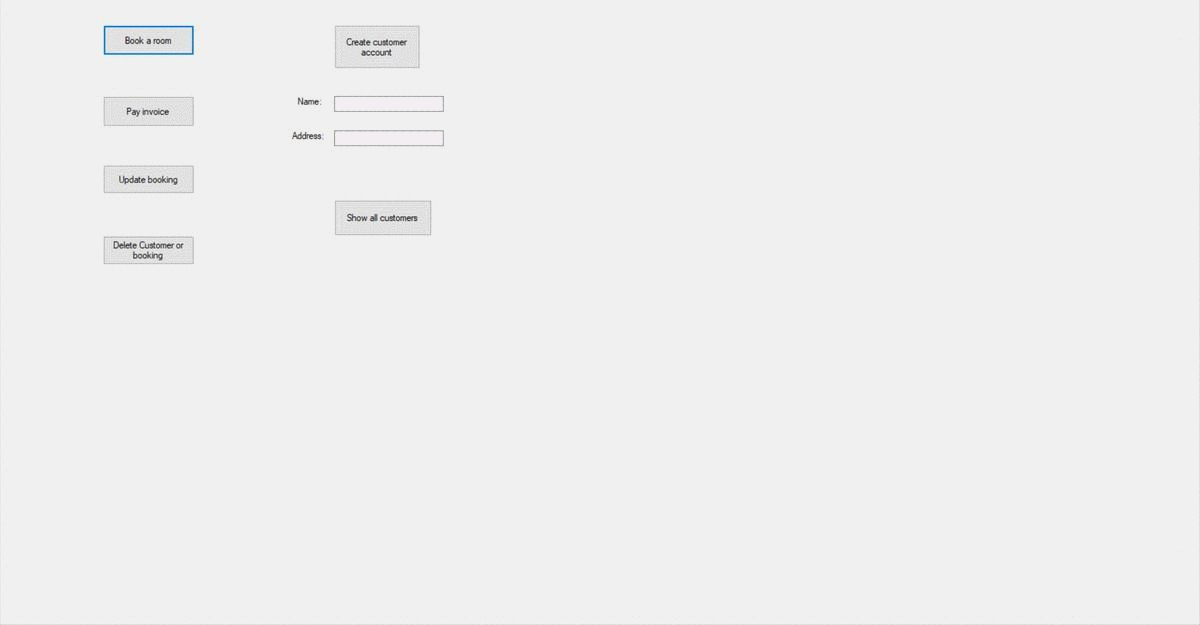 Book a room
Pay invoice
Update booking
Delete Customer or
booking
Create customer
account
Name:
Address:
Show all customers